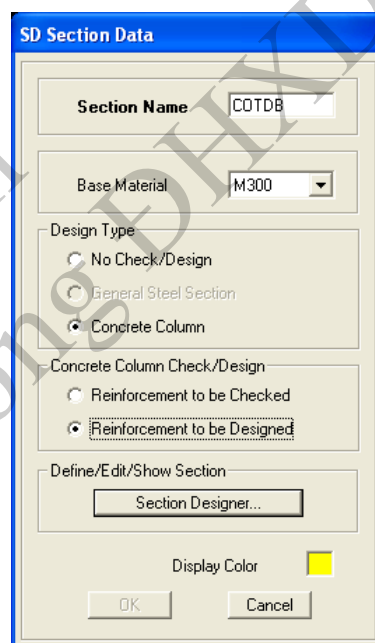 SD Section Data
Section Name COTDB
Base Material M300
Design Type
No Check/Design
General Steel Section
Concrete Column
Concrete Column Check/Design
Reinforcement to be Checked
Reinforcement to be Designed
Define/Edit/Show Section
Section Designer...
Display Color
OK Cancel